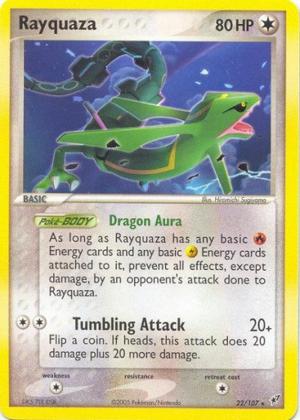 Rayquaza 80 HP
Illus. Hiromichi Sugiyama
BASIC
Poké-BODY Dragon Aura
As long as Rayquaza has any basic
Energy cards and any basic Energy cards
attached to it, prevent all effects, except
damage, by an opponent's attack done to
Rayquaza.
Tumbling Attack 20+
Flip a coin. If heads, this attack does 20
damage plus 20 more damage.
weakness resistance retreat cost
©2005 Pokémon/Nintendo 22/107